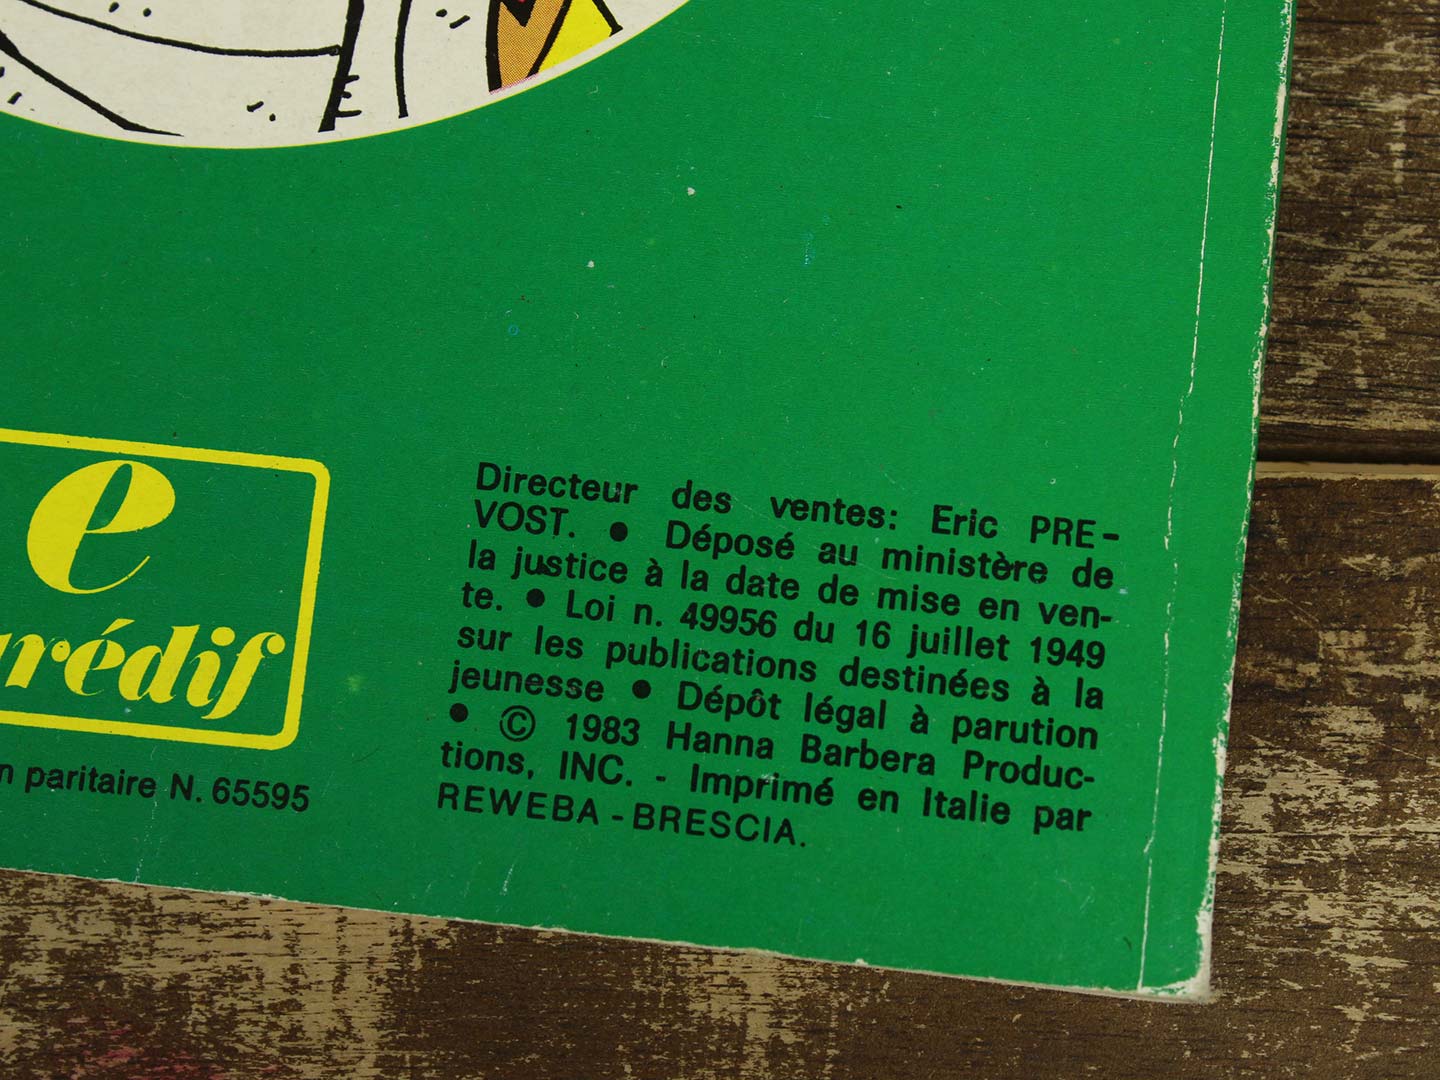 e
rédif
n paritaire N. 65595
Directeur des ventes: Eric PRE-
VOST. ● Déposé au ministère de
la justice à la date de mise en ven-
te. ● Loi n. 49956 du 16 juillet 1949
sur les publications destinées à la
jeunesse ● Dépôt légal à parution
● © 1983 Hanna Barbera Produc-
tions, INC. - Imprimé en Italie par
REWEBA - BRESCIA.